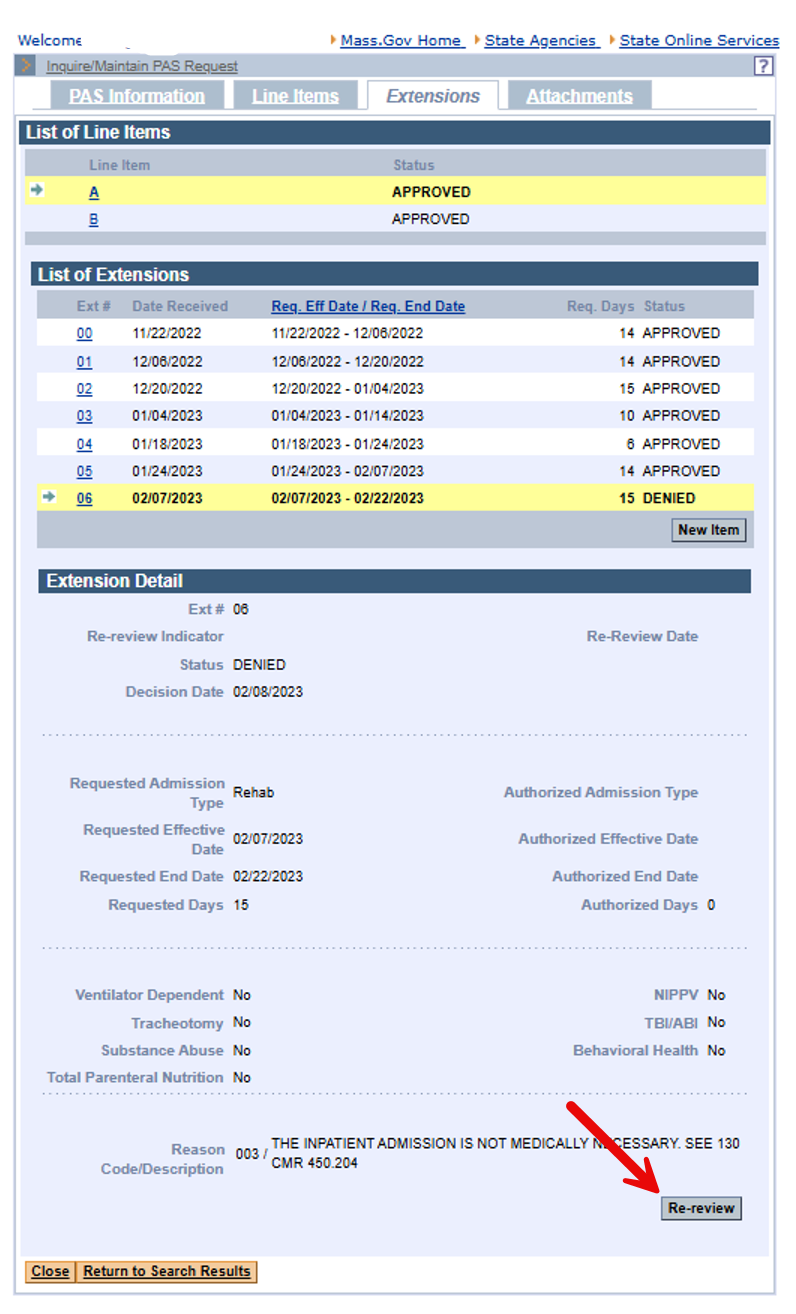 Welcome
Mass.Gov Home State Agencies State Online Services
Inquire/Maintain PAS Request ?
PAS Information Line Items Extensions Attachments
List of Line Items
Line Item Status
A APPROVED
B APPROVED
List of Extensions
Ext # Date Received Req. Eff Date / Req. End Date Req. Days Status
00 11/22/2022 11/22/2022 - 12/06/2022 14 APPROVED
01 12/06/2022 12/06/2022 - 12/20/2022 14 APPROVED
02 12/20/2022 12/20/2022 - 01/04/2023 15 APPROVED
03 01/04/2023 01/04/2023 - 01/14/2023 10 APPROVED
04 01/18/2023 01/18/2023 - 01/24/2023 6 APPROVED
05 01/24/2023 01/24/2023 - 02/07/2023 14 APPROVED
06 02/07/2023 02/07/2023 - 02/22/2023 15 DENIED
New Item
Extension Detail
Ext # 06
Re-review Indicator Re-Review Date
Status DENIED
Decision Date 02/08/2023
Requested Admission Type Rehab Authorized Admission Type
Requested Effective Date 02/07/2023 Authorized Effective Date
Requested End Date 02/22/2023 Authorized End Date
Requested Days 15 Authorized Days 0
Ventilator Dependent No NIPPV No
Tracheotomy No TBI/ABI No
Substance Abuse No Behavioral Health No
Total Parenteral Nutrition No
Reason Code/Description 003 / THE INPATIENT ADMISSION IS NOT MEDICALLY NECESSARY. SEE 130
CMR 450.204
Re-review
Close Return to Search Results